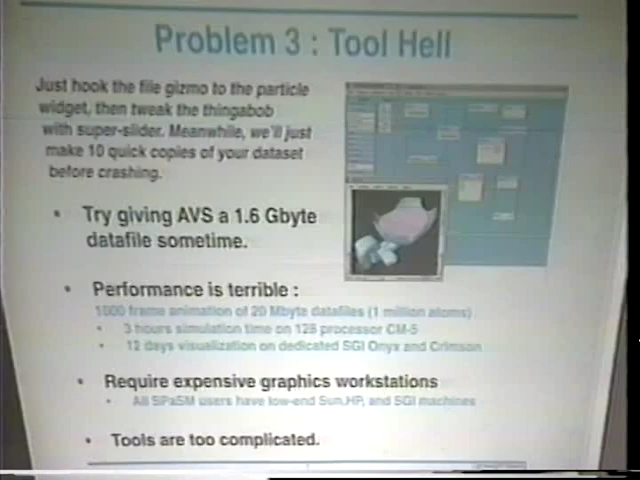 Problem 3 : Tool Hell
Just hook the file gizmo to the particle
widget, then tweak the thingabob
with super-slider. Meanwhile, we'll just
make 10 quick copies of your dataset
before crashing.
• Try giving AVS a 1.6 Gbyte
datafile sometime.
• Performance is terrible :
1000 frame animation of 20 Mbyte datafiles (1 million atoms)
• 3 hours simulation time on 128 processor CM-5
• 12 days visualization on dedicated SGI Onyx and Crimson
• Require expensive graphics workstations
• All SPaSM users have low-end Sun,HP, and SGI machines
• Tools are too complicated.